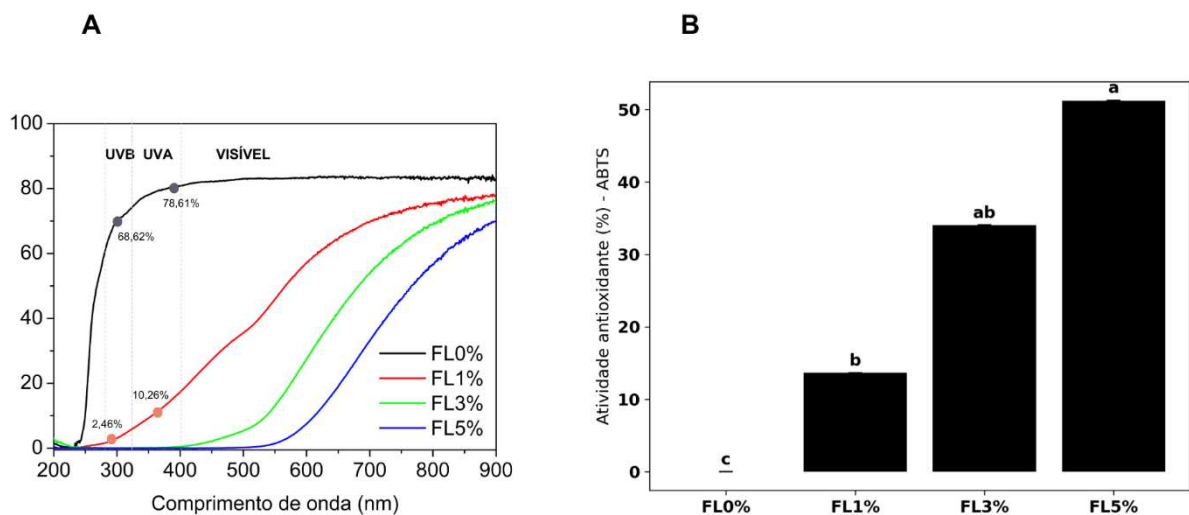 A
B
100
80
60
40
20
0
UVB UVA VISÍVEL
78,61%
68,62%
10,26%
2,46%
FL0%
FL1%
FL3%
FL5%
200 300 400 500 600 700 800 900
Comprimento de onda (nm)
Atividade antioxidante (%) - ABTS
50
40
30
20
10
0
c
b
ab
a
FL0% FL1% FL3% FL5%